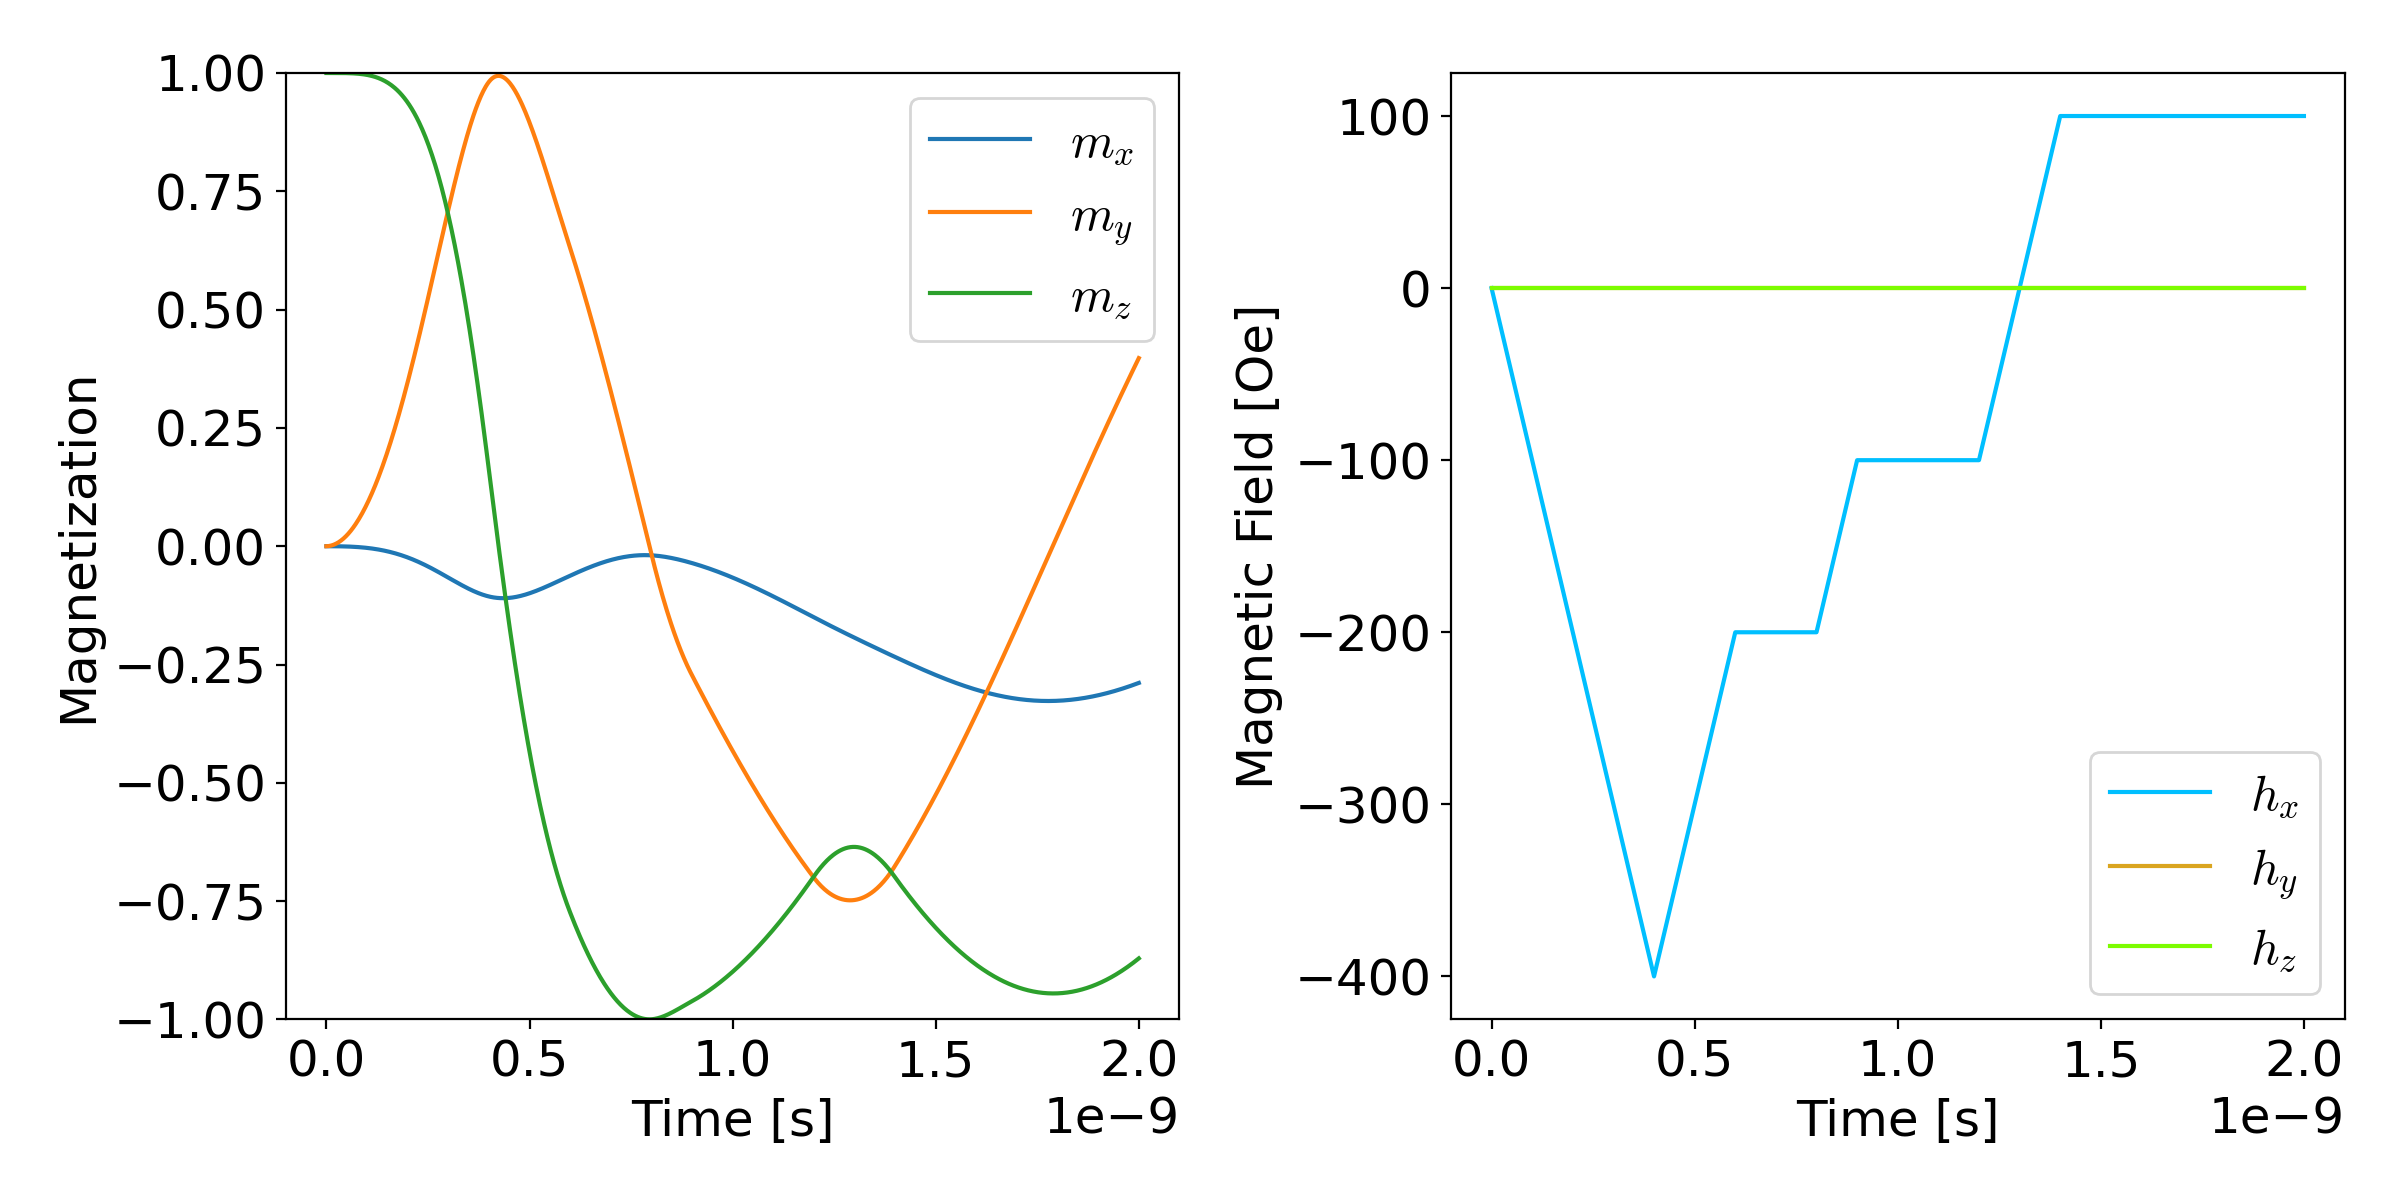 Magnetization
1.00
0.75
0.50
0.25
0.00
−0.25
−0.50
−0.75
−1.00
0.0 0.5 1.0 1.5 2.0
Time [s]
1e−9
m_x
m_y
m_z
Magnetic Field [Oe]
100
0
−100
−200
−300
−400
0.0 0.5 1.0 1.5 2.0
Time [s]
1e−9
h_x
h_y
h_z